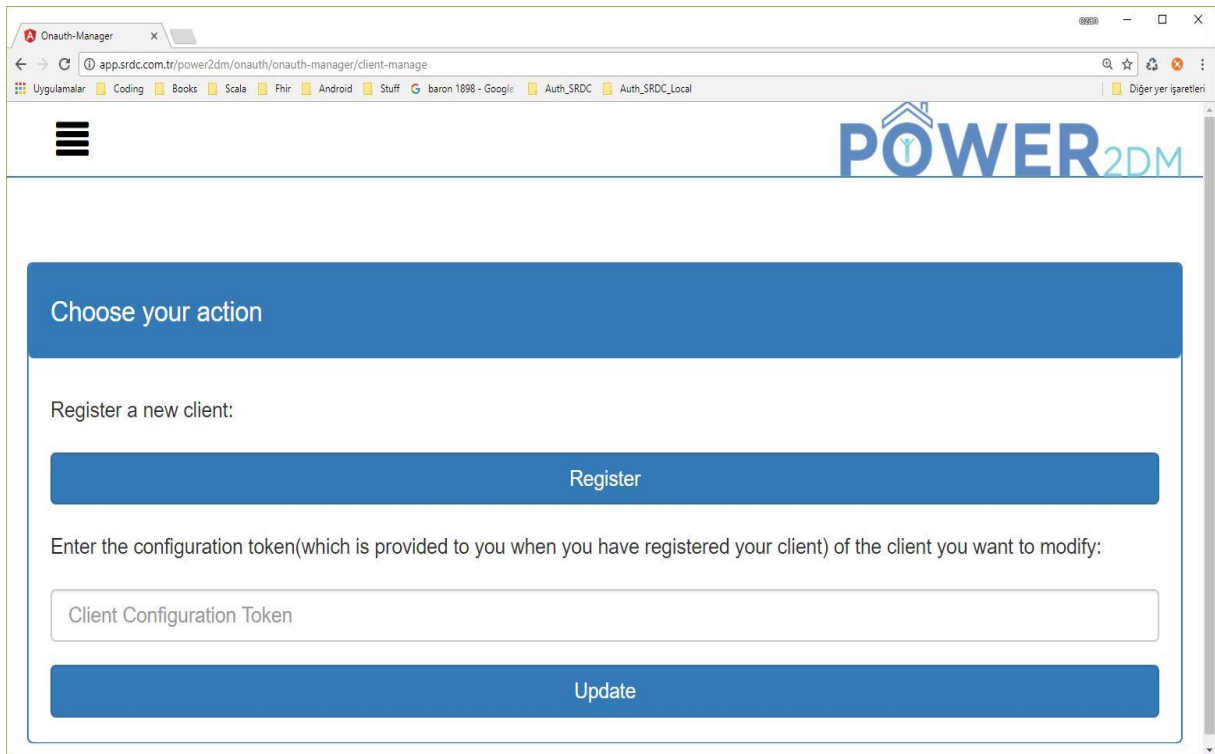 Onauth-Manager
ozan
app.srdc.com.tr/power2dm/onauth/onauth-manager/client-manage
Uygulamalar Coding Books Scala Fhir Android Stuff baron 1898 - Google Auth_SRDC Auth_SRDC_Local Diğer yer işaretleri
POWER2DM
Choose your action
Register a new client:
Register
Enter the configuration token(which is provided to you when you have registered your client) of the client you want to modify:
Client Configuration Token
Update